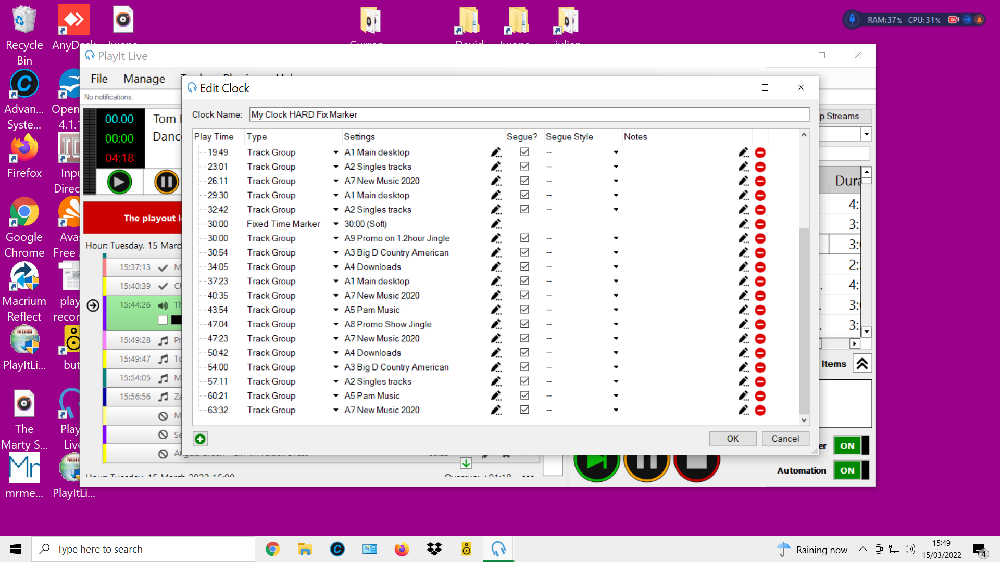 RAM:37% CPU:31%
Recycle Bin
PlayIt Live
File Manage
No notifications.
Edit Clock
Clock Name: My Clock HARD Fix Marker
Play Time Type Settings Segue? Segue Style Notes
19:49 Track Group A1 Main desktop --
23:01 Track Group A2 Singles tracks --
26:11 Track Group A7 New Music 2020 --
29:30 Track Group A1 Main desktop --
32:42 Track Group A2 Singles tracks --
30:00 Fixed Time Marker 30:00 (Soft)
30:00 Track Group A9 Promo on 1.2hour Jingle --
30:54 Track Group A3 Big D Country American --
34:05 Track Group A4 Downloads --
37:23 Track Group A1 Main desktop --
40:35 Track Group A7 New Music 2020 --
43:54 Track Group A5 Pam Music --
47:04 Track Group A8 Promo Show Jingle --
47:23 Track Group A7 New Music 2020 --
50:42 Track Group A4 Downloads --
54:00 Track Group A3 Big D Country American --
57:11 Track Group A2 Singles tracks --
60:21 Track Group A5 Pam Music --
63:32 Track Group A7 New Music 2020 --
OK Cancel
00.00
00:00
04:18
Tom
Danc
The playout l
Hour: Tuesday, 15 Marc
15:37:13 M
15:40:39 Ch
15:44:26 Th
15:49:28 Pr
15:49:47 To
15:54:05 M
15:56:56 Za
M
Se
p Streams
Dura
4:
3:
3:
2:
4:
3:
3:
Items
er ON
Automation ON
Advan...
Syste...
Open
4.1.1
Firefox
Inpu
Direc
Google
Chrome
Avas
Free
Macrium
Reflect
play
recor
NSIS
PlayItLi...
but
The
Marty S...
Play
Live
Mr
mrme...
PlayItLi...
Type here to search
Raining now
15:49
15/03/2022
4